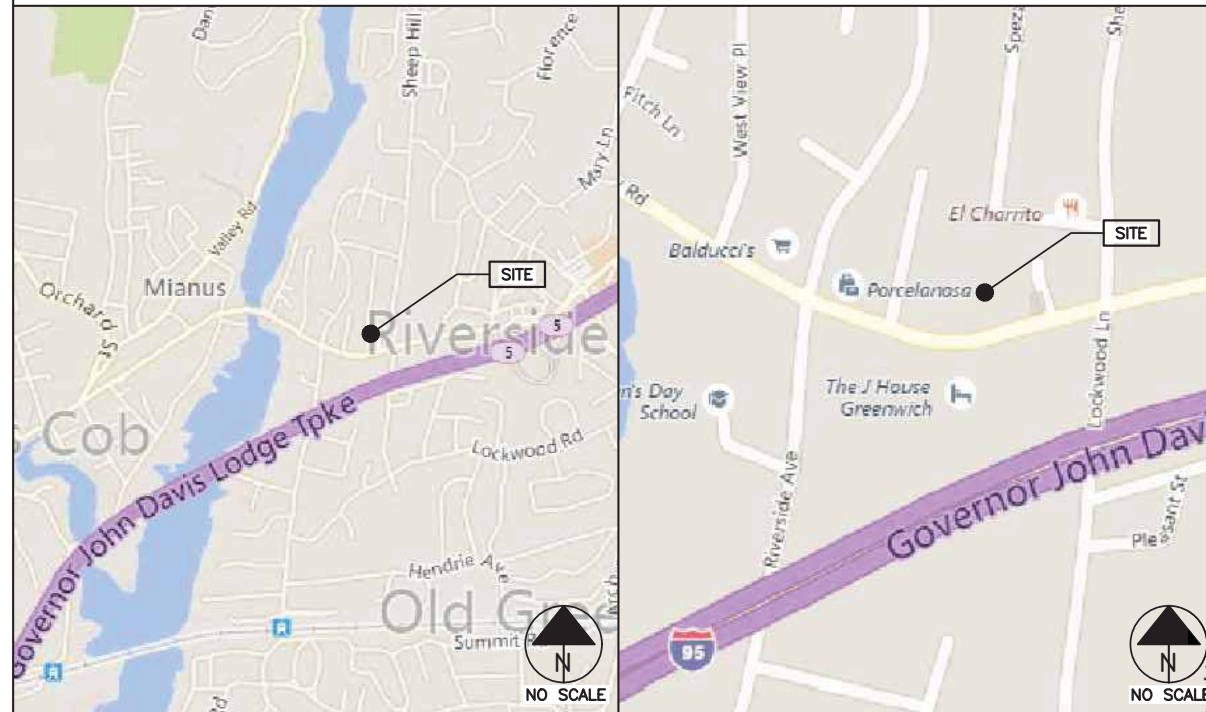 Dan
Sheep Hill
Florence
Mary Ln
Valley Rd
Mianus
Orchard St
SITE
Riverside
5
5
s Cob
Governor John Davis Lodge Tpke
Lockwood Rd
Hendrie Ave
Old Gree
Summit R
rd
N
NO SCALE
West View Pl
Fitch Ln
y Rd
Spez
She
El Charrito
SITE
Balducci's
Porcelanosa
n's Day
School
The J House
Greenwich
Lockwood Ln
Riverside Ave
Governor John Dav
Pleasant St
95
N
NO SCALE